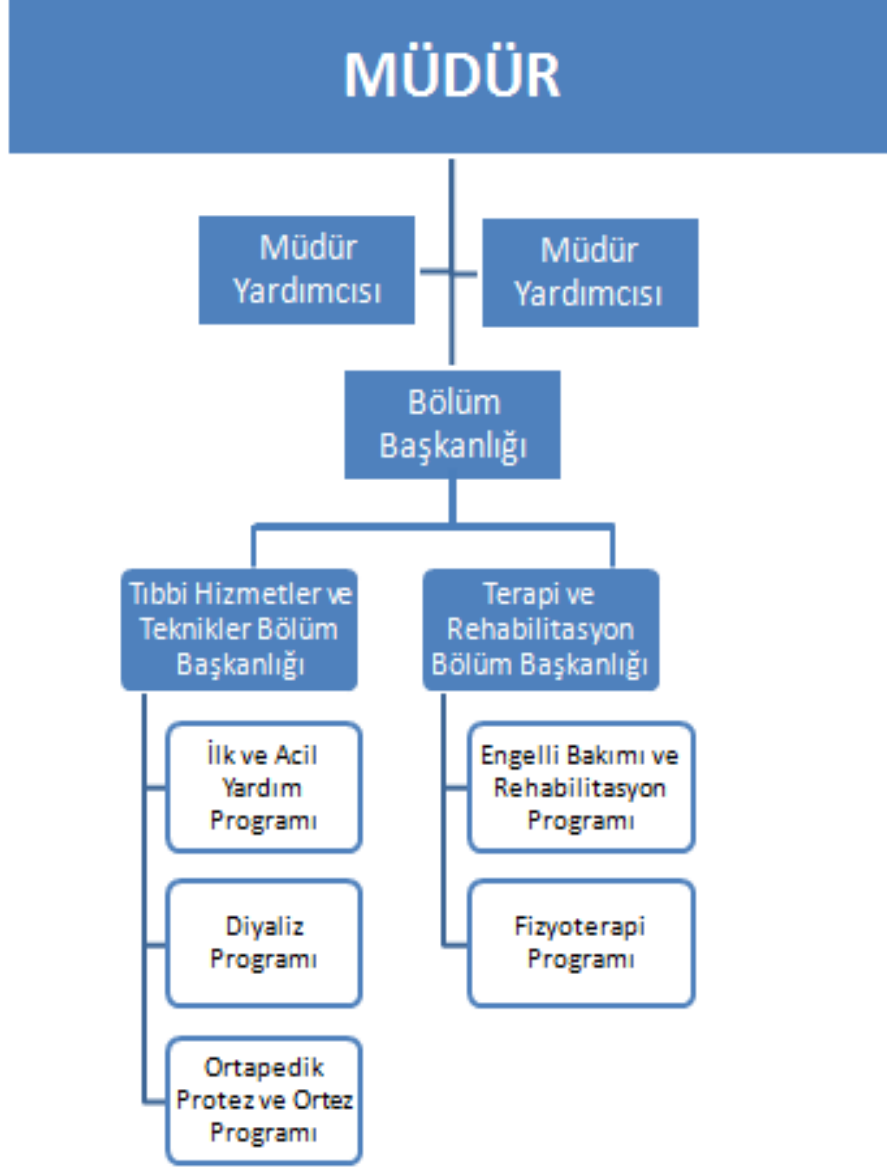 MÜDÜR
Müdür
Yardımcısı
Müdür
Yardımcısı
Bölüm
Başkanlığı
Tıbbi Hizmetler ve
Teknikler Bölüm
Başkanlığı
İlk ve Acil
Yardım
Programı
Diyaliz
Programı
Ortapedik
Protez ve Ortez
Programı
Terapi ve
Rehabilitasyon
Bölüm Başkanlığı
Engelli Bakımı ve
Rehabilitasyon
Programı
Fizyoterapi
Programı